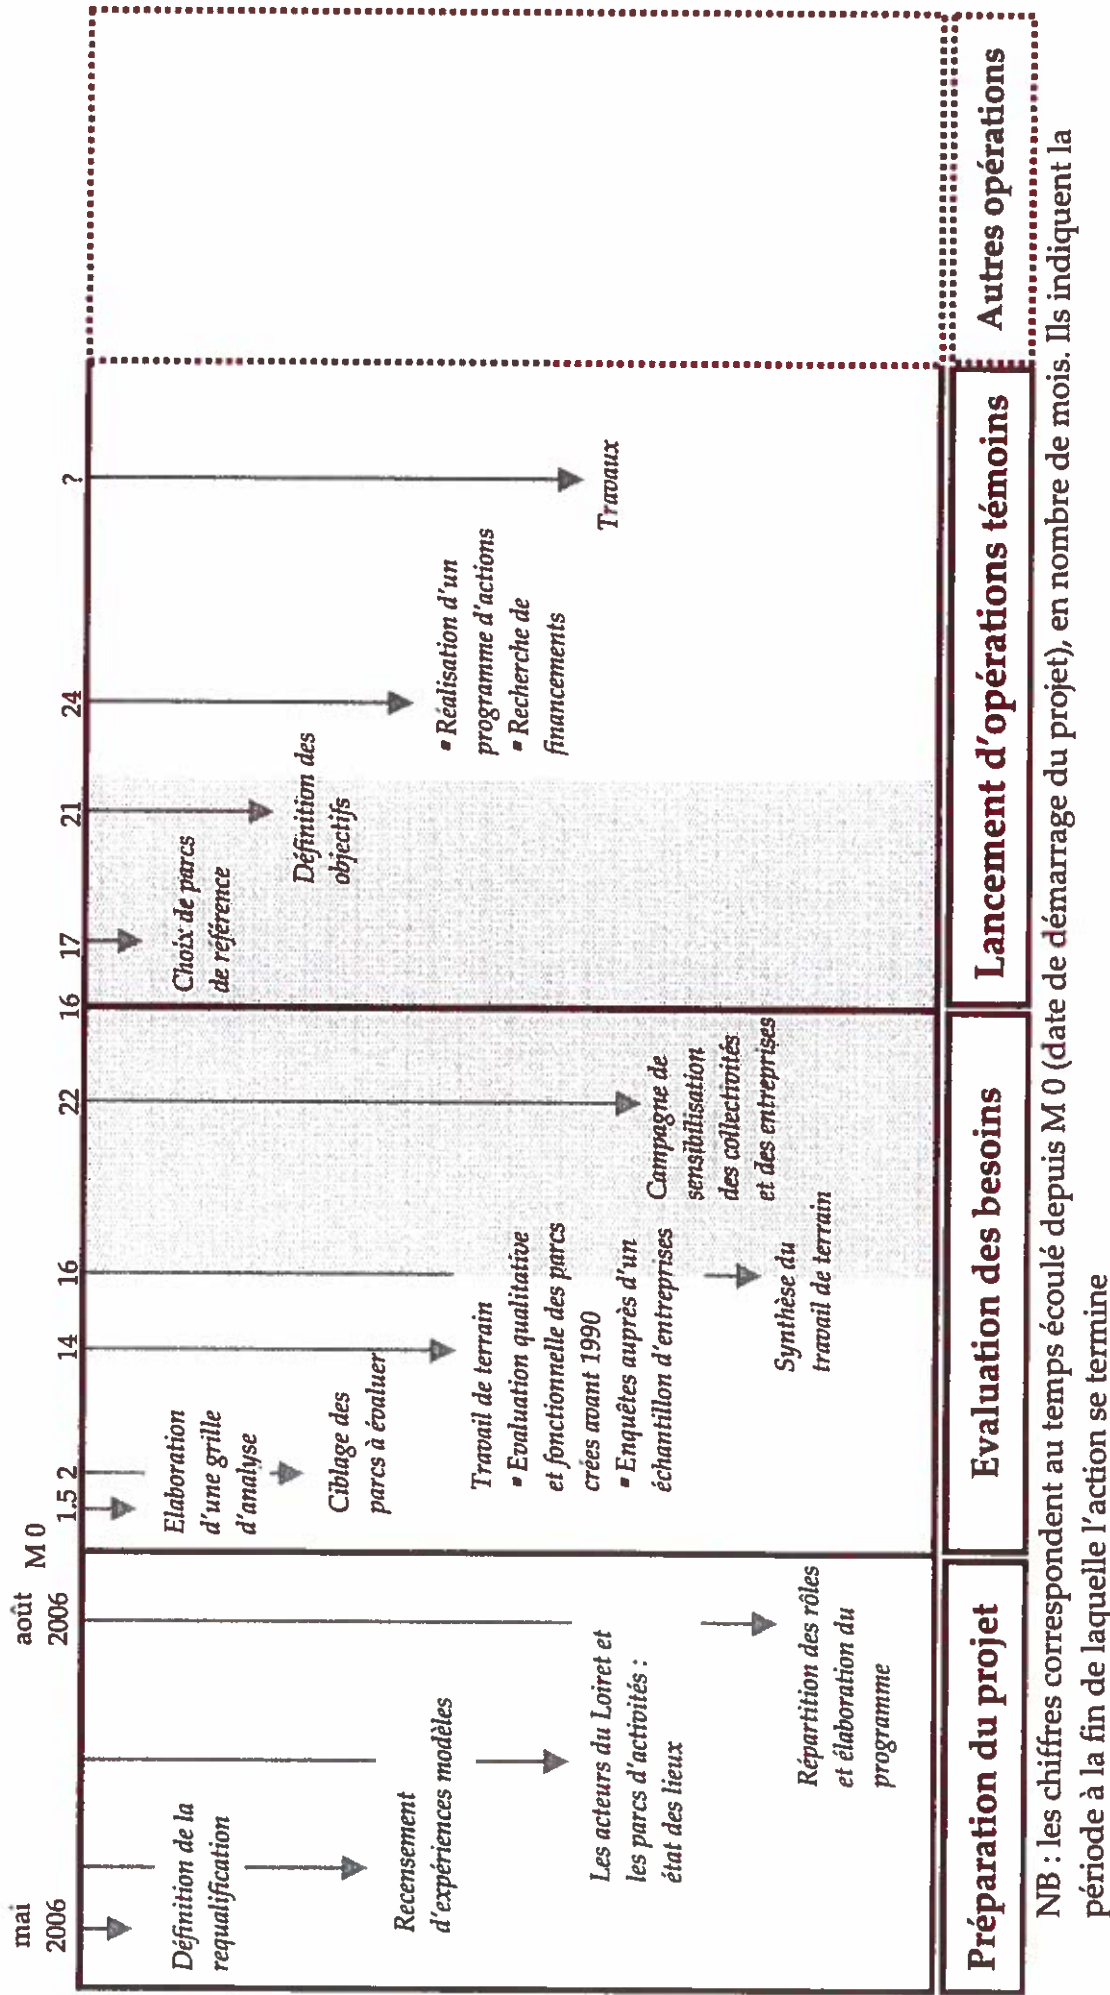 mai
2006
août
2006
M 0
1.5
2
14
16
22
16
17
21
24
?
Définition de la
requalification
Recensement
d'expériences modèles
Les acteurs du Loiret et
les parcs d'activités :
état des lieux
Répartition des rôles
et élaboration du
programme
Elaboration
d'une grille
d'analyse
Ciblage des
parcs à évaluer
Travail de terrain
▪ Evaluation qualitative
et fonctionnelle des parcs
crées avant 1990
▪ Enquêtes auprès d'un
échantillon d'entreprises
Synthèse du
travail de terrain
Campagne de
sensibilisation
des collectivités
et des entreprises
Choix de parcs
de référence
Définition des
objectifs
▪ Réalisation d'un
programme d'actions
▪ Recherche de
financements
Travaux
Préparation du projet
Evaluation des besoins
Lancement d'opérations témoins
Autres opérations
NB : les chiffres correspondent au temps écoulé depuis M 0 (date de démarrage du projet), en nombre de mois. Ils indiquent la
période à la fin de laquelle l'action se termine